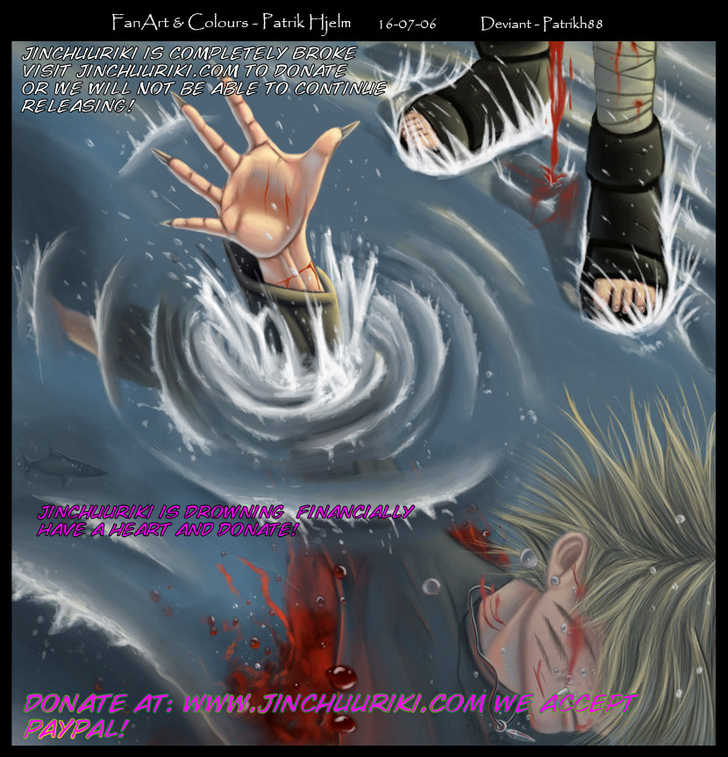 FanArt & Colours - Patrik Hjelm 16-07-06 Deviant - Patrikh88
JINCHUURIKI IS COMPLETELY BROKE
VISIT JINCHUURIKI.COM TO DONATE
OR WE WILL NOT BE ABLE TO CONTINUE
RELEASING!
JINCHUURIKI IS DROWNING FINANCIALLY
HAVE A HEART AND DONATE!
DONATE AT: WWW.JINCHUURIKI.COM WE ACCEPT
PAYPAL!